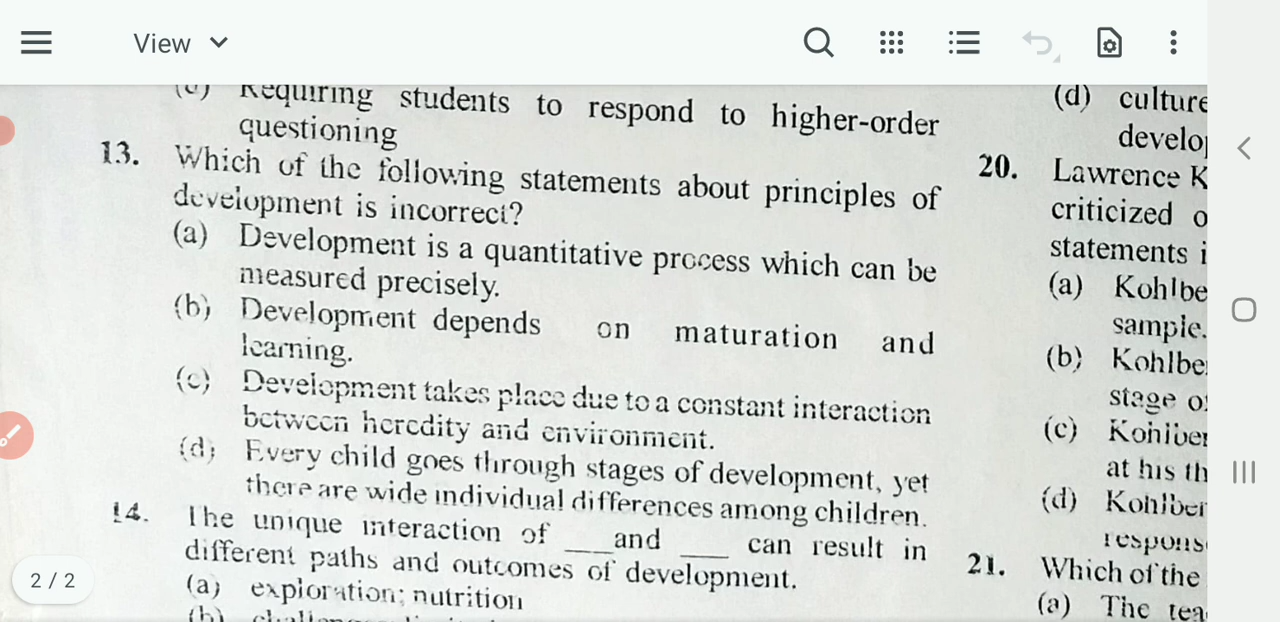 View
(c) Requiring students to respond to higher-order
questioning
13. Which of the following statements about principles of
development is incorrect?
(a) Development is a quantitative process which can be
measured precisely.
(b) Development depends on maturation and
learning.
(c) Development takes place due to a constant interaction
between heredity and environment.
(d) Every child goes through stages of development, yet
there are wide individual differences among children.
14. The unique interaction of ___ and ___ can result in
different paths and outcomes of development.
(a) exploration; nutrition
(b)
2 / 2
(d) culture
develop
20. Lawrence K
criticized o
statements i
(a) Kohlbe
sample.
(b) Kohlbe
stage o
(c) Kohlber
at his th
(d) Kohlber
respons
21. Which of the
(a) The tea